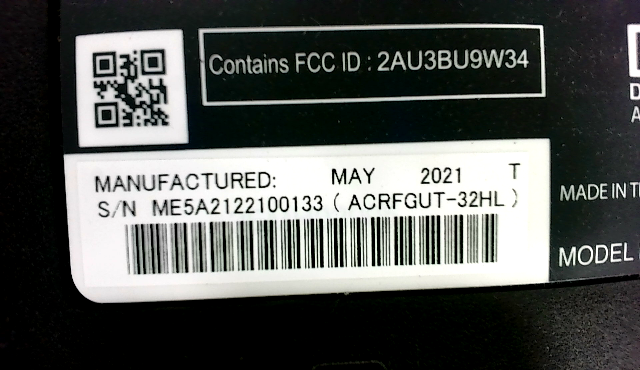 Contains FCC ID : 2AU3BU9W34
MANUFACTURED: MAY 2021 T
S/N ME5A2122100133 ( ACRFGUT-32HL )
MADE IN
MODEL